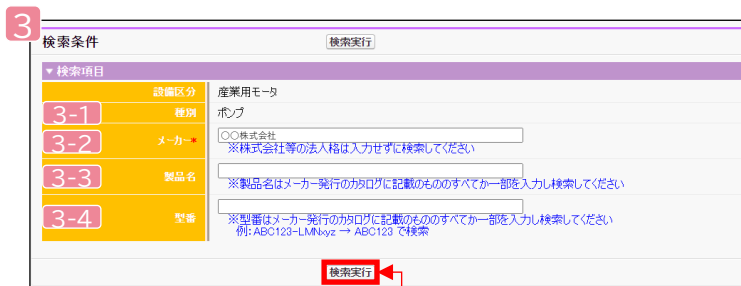 3
検索条件
検索実行
▼検索項目
設備区分 産業用モータ
3-1 種別 ポンプ
3-2 メーカー* 〇〇株式会社
※株式会社等の法人格は入力せずに検索してください
3-3 製品名
※製品名はメーカー発行のカタログに記載のもののすべてか一部を入力し検索してください
3-4 型番
※型番はメーカー発行のカタログに記載のもののすべてか一部を入力し検索してください
例: ABC123-LMNxyz → ABC123 で検索
検索実行